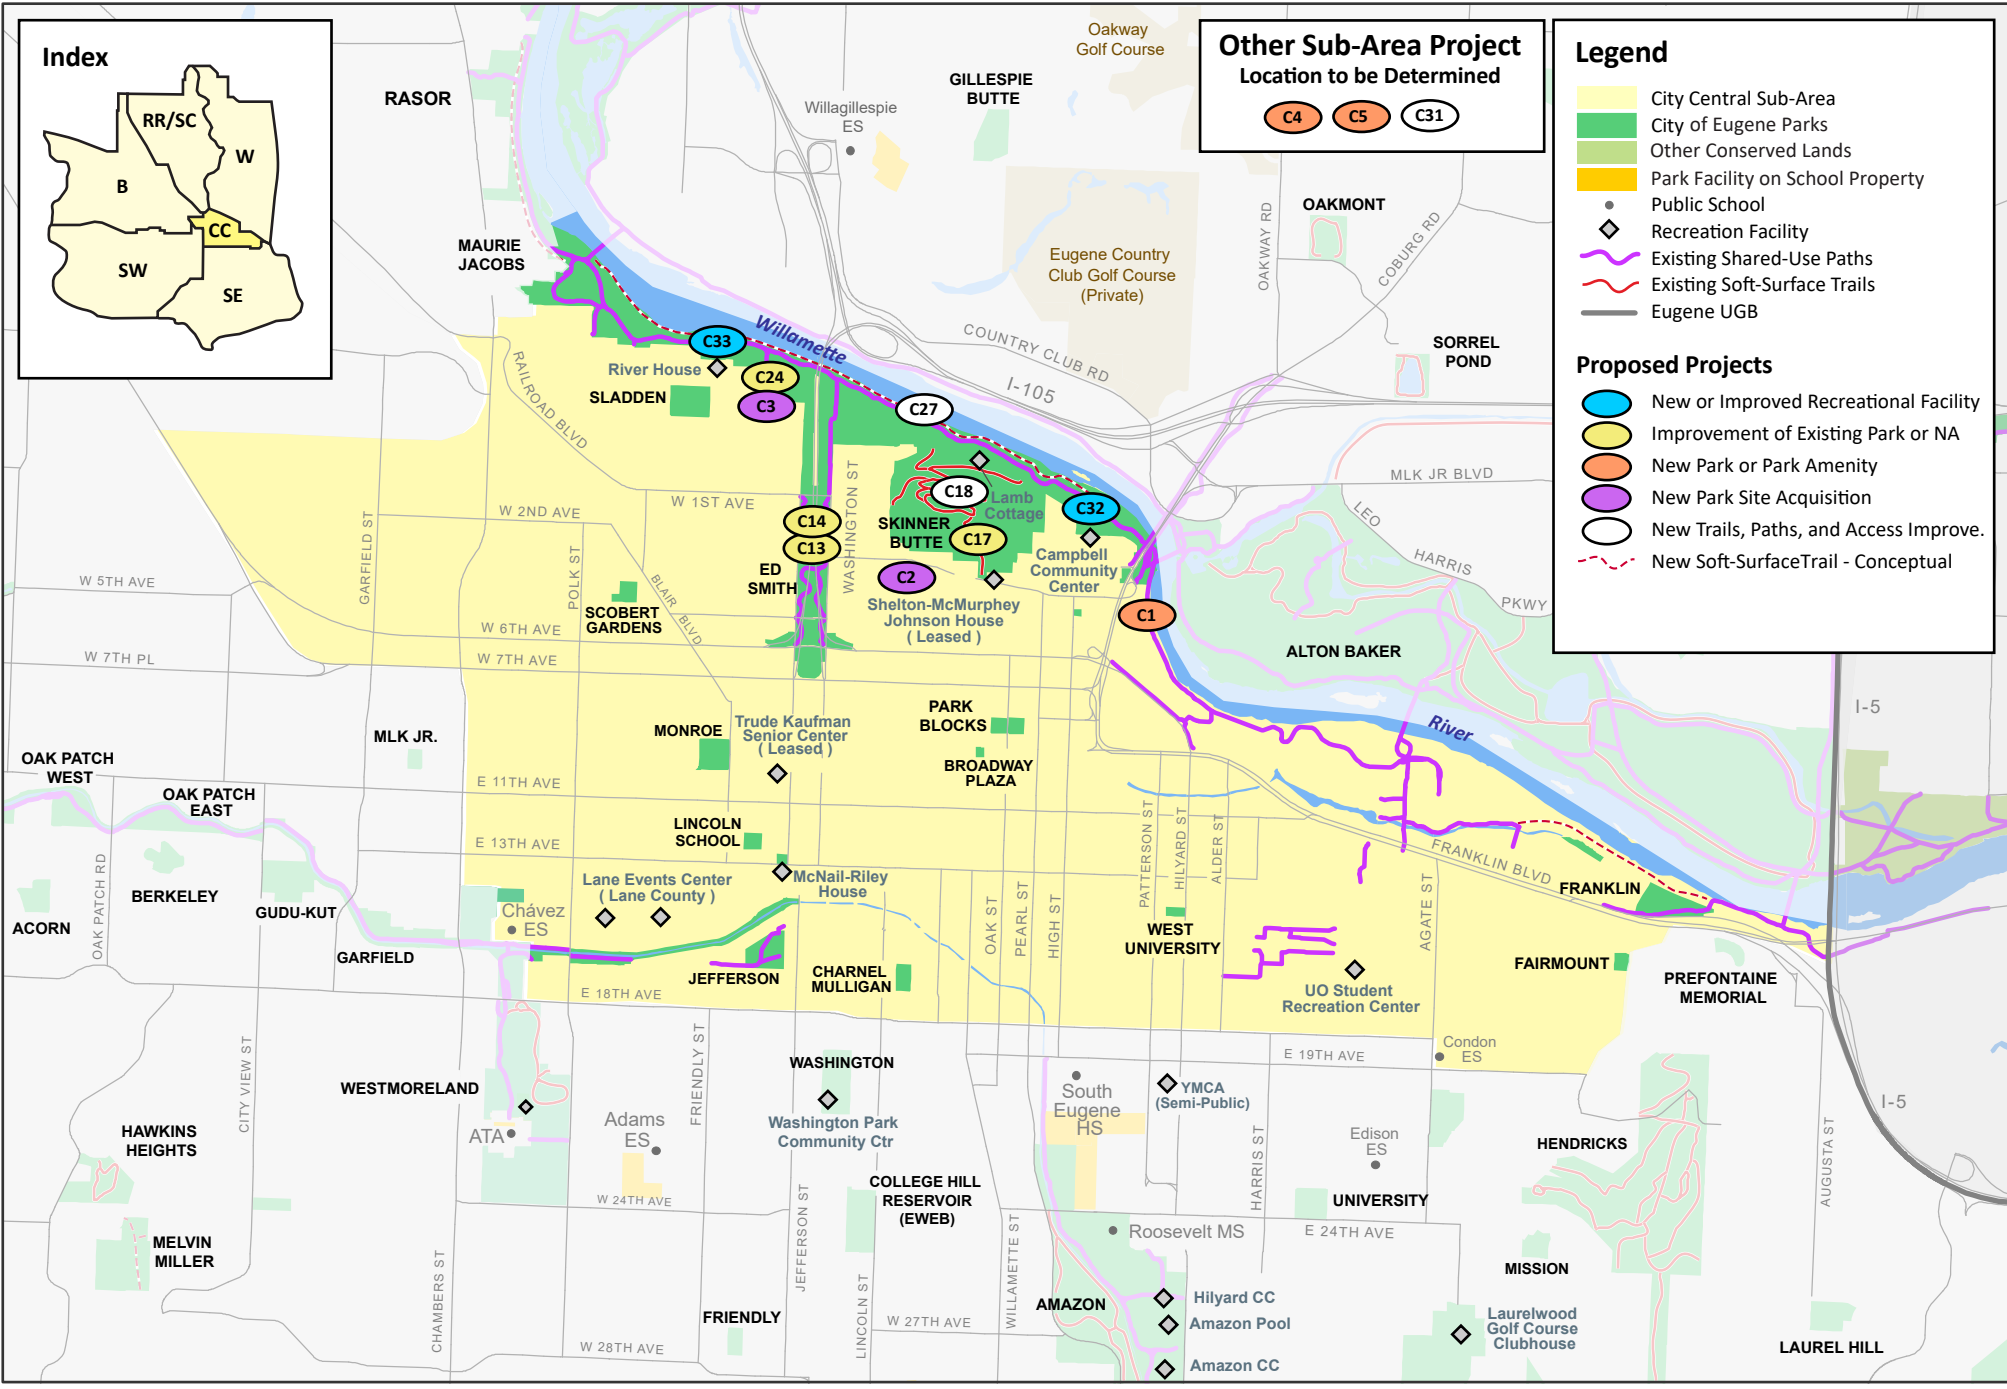 Index
RR/SC
W
B
CC
SW
SE
Other Sub-Area Project
Location to be Determined
C4
C5
C31
Legend
City Central Sub-Area
City of Eugene Parks
Other Conserved Lands
Park Facility on School Property
Public School
Recreation Facility
Existing Shared-Use Paths
Existing Soft-Surface Trails
Eugene UGB
Proposed Projects
New or Improved Recreational Facility
Improvement of Existing Park or NA
New Park or Park Amenity
New Park Site Acquisition
New Trails, Paths, and Access Improve.
New Soft-SurfaceTrail - Conceptual
RASOR
Oakway
Golf Course
GILLESPIE
BUTTE
Willagillespie
ES
OAKMONT
OAKWAY RD
COBURG RD
MAURIE
JACOBS
Eugene Country
Club Golf Course
(Private)
Willamette
COUNTRY CLUB RD
I-105
SORREL
POND
C33
River House
C24
C3
SLADDEN
RAILROAD BLVD
C27
MLK JR BLVD
LEO
HARRIS
PKWY
W 1ST AVE
W 2ND AVE
WASHINGTON ST
C18
Lamb
Cottage
C32
SKINNER
BUTTE
C17
C14
C13
ED
SMITH
C2
Campbell
Community
Center
C1
Shelton-McMurphey
Johnson House
( Leased )
GARFIELD ST
POLK ST
BLAIR BLVD
SCOBERT
GARDENS
W 5TH AVE
W 6TH AVE
W 7TH PL
W 7TH AVE
ALTON BAKER
River
I-5
MLK JR.
MONROE
Trude Kaufman
Senior Center
( Leased )
PARK
BLOCKS
BROADWAY
PLAZA
OAK PATCH
WEST
OAK PATCH
EAST
E 11TH AVE
LINCOLN
SCHOOL
E 13TH AVE
PATTERSON ST
HILYARD ST
ALDER ST
FRANKLIN BLVD
FRANKLIN
OAK PATCH RD
BERKELEY
GUDU-KUT
ACORN
Lane Events Center
( Lane County )
McNail-Riley
House
Chávez
ES
OAK ST
PEARL ST
HIGH ST
WEST
UNIVERSITY
AGATE ST
GARFIELD
JEFFERSON
CHARNEL
MULLIGAN
E 18TH AVE
UO Student
Recreation Center
FAIRMOUNT
PREFONTAINE
MEMORIAL
Condon
ES
E 19TH AVE
CITY VIEW ST
FRIENDLY ST
WASHINGTON
Washington Park
Community Ctr
WESTMORELAND
ATA
Adams
ES
South
Eugene
HS
YMCA
(Semi-Public)
HARRIS ST
Edison
ES
HENDRICKS
I-5
AUGUSTA ST
HAWKINS
HEIGHTS
W 24TH AVE
COLLEGE HILL
RESERVOIR
(EWEB)
UNIVERSITY
Roosevelt MS
E 24TH AVE
MELVIN
MILLER
CHAMBERS ST
JEFFERSON ST
LINCOLN ST
WILLAMETTE ST
MISSION
AMAZON
Hilyard CC
Amazon Pool
Amazon CC
Laurelwood
Golf Course
Clubhouse
FRIENDLY
W 27TH AVE
W 28TH AVE
LAUREL HILL